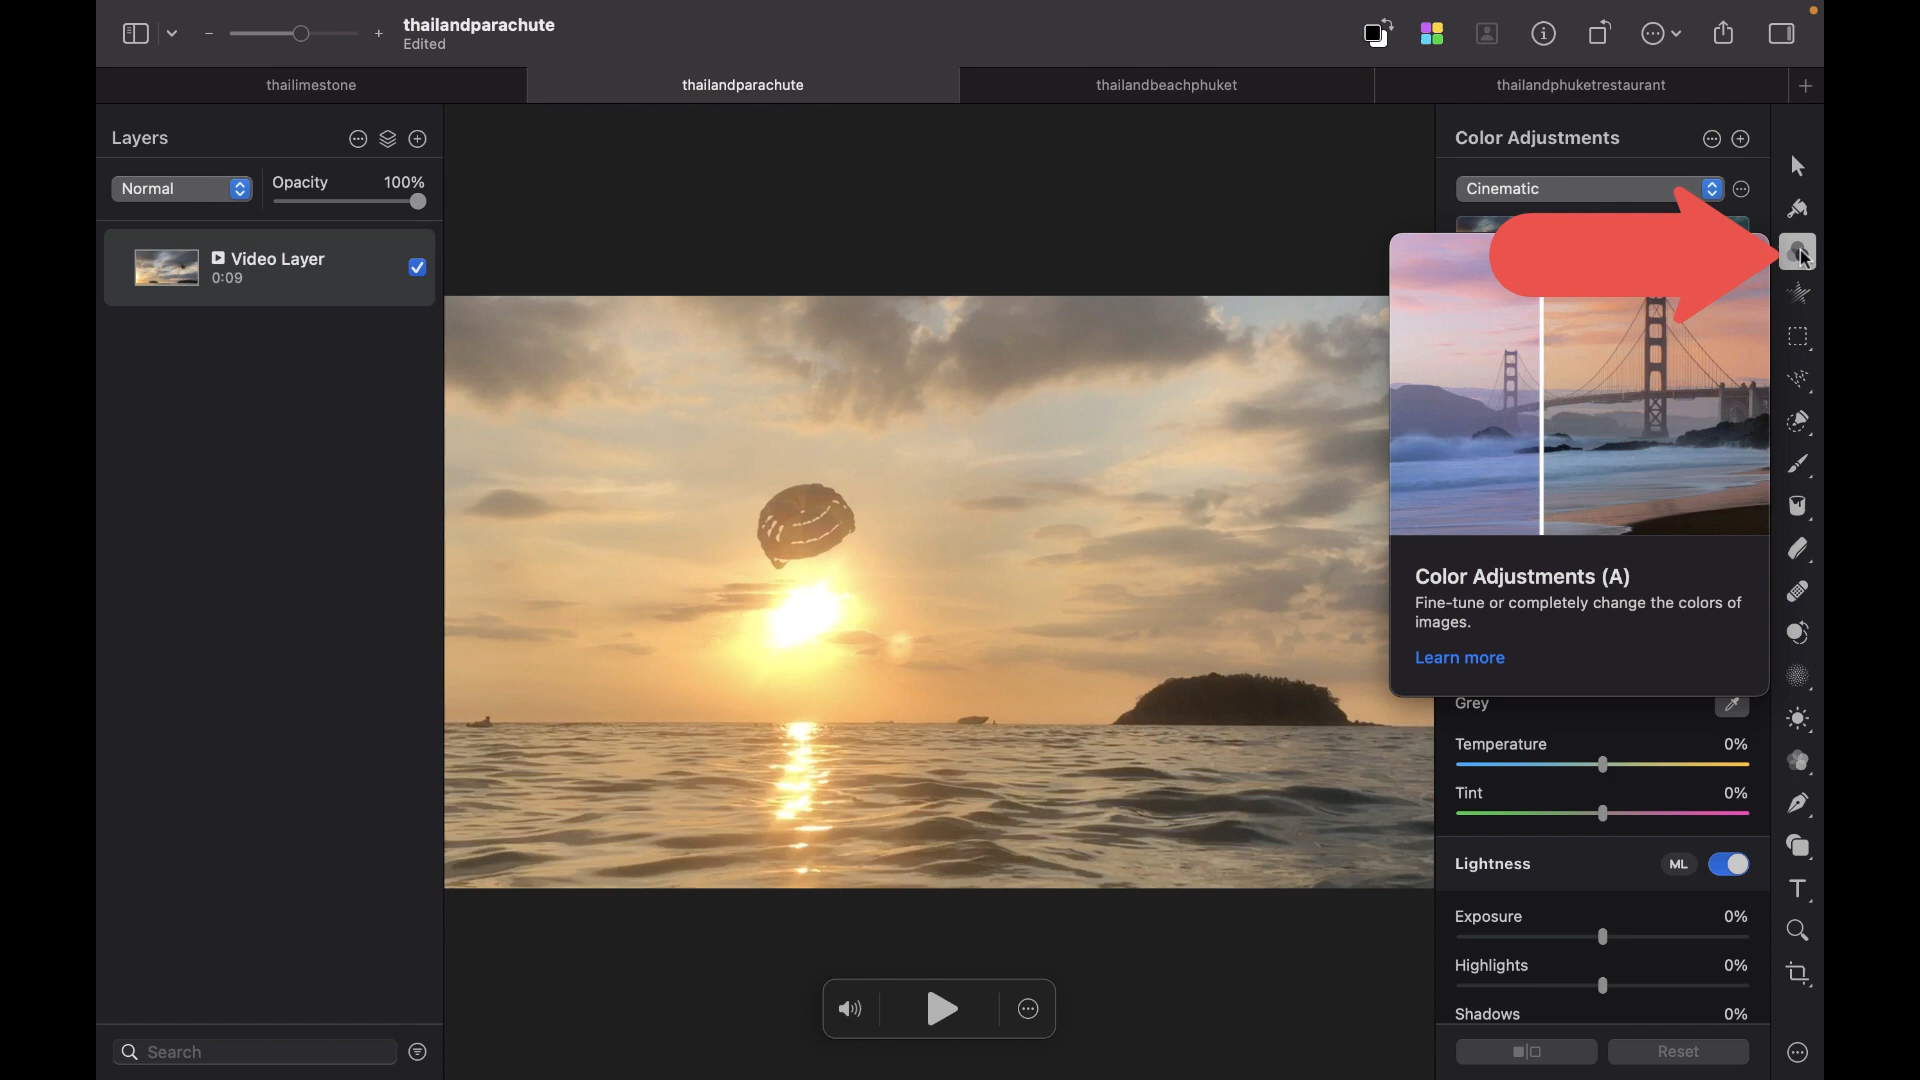 thailandparachute
Edited
thailimestone
thailandparachute
thailandbeachphuket
thailandphuketrestaurant
Layers
Normal
Opacity
100%
Video Layer
0:09
Search
Color Adjustments
Cinematic
Color Adjustments (A)
Fine-tune or completely change the colors of
images.
Learn more
Grey
Temperature
0%
Tint
0%
Lightness
ML
Exposure
0%
Highlights
0%
Shadows
0%
Reset